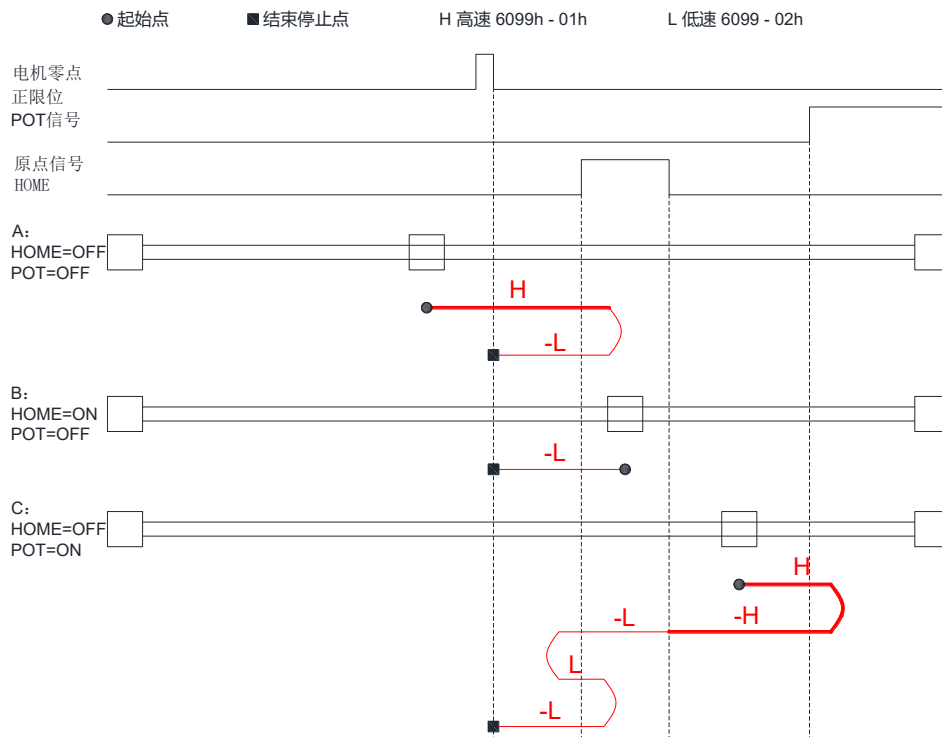 起始点 结束停止点 H 高速 6099h - 01h L 低速 6099 - 02h
电机零点
正限位
POT信号
原点信号
HOME
A:
HOME=OFF
POT=OFF
H
-L
B:
HOME=ON
POT=OFF
-L
C:
HOME=OFF
POT=ON
H
-L -H
L
-L